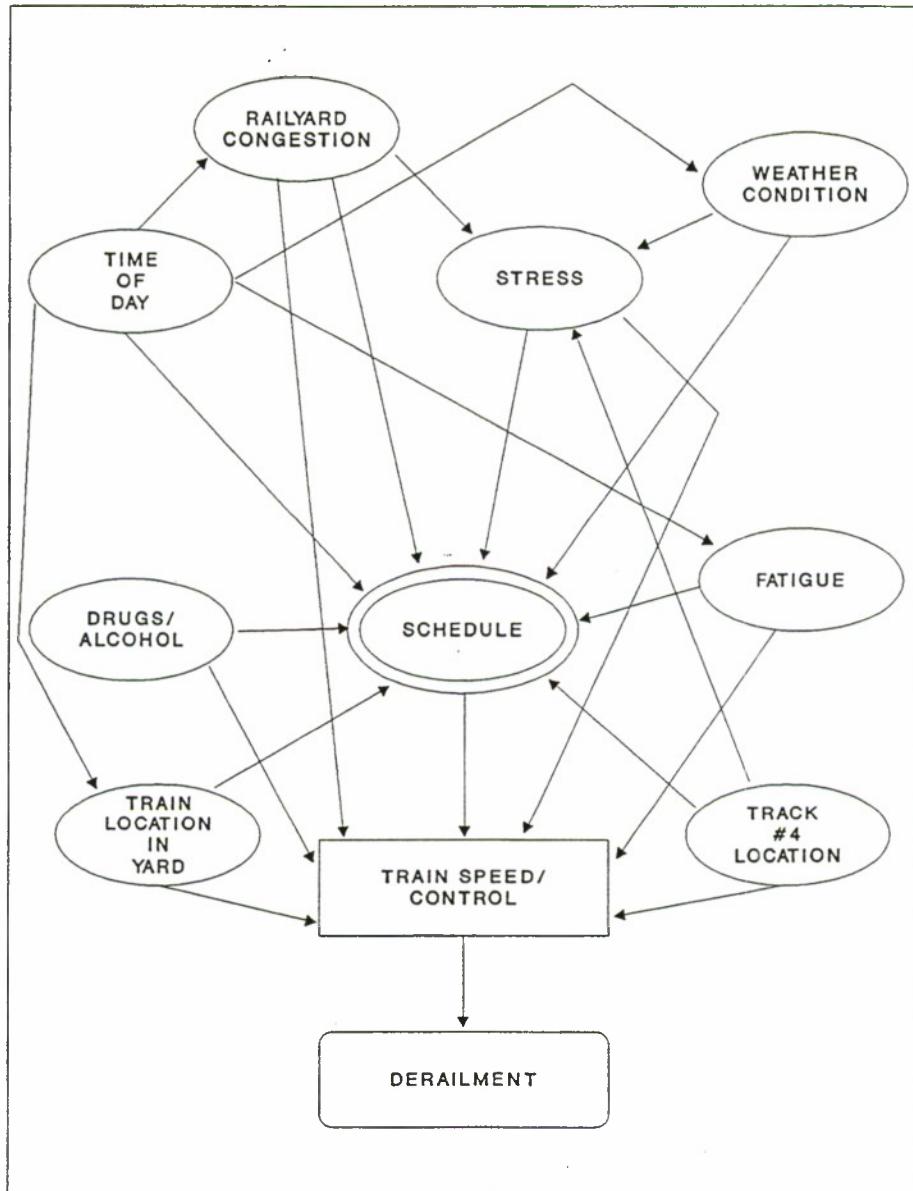 RAILYARD
CONGESTION
WEATHER
CONDITION
TIME
OF
DAY
STRESS
FATIGUE
DRUGS/
ALCOHOL
SCHEDULE
TRAIN
LOCATION
IN
YARD
TRACK
#4
LOCATION
TRAIN SPEED/
CONTROL
DERAILMENT